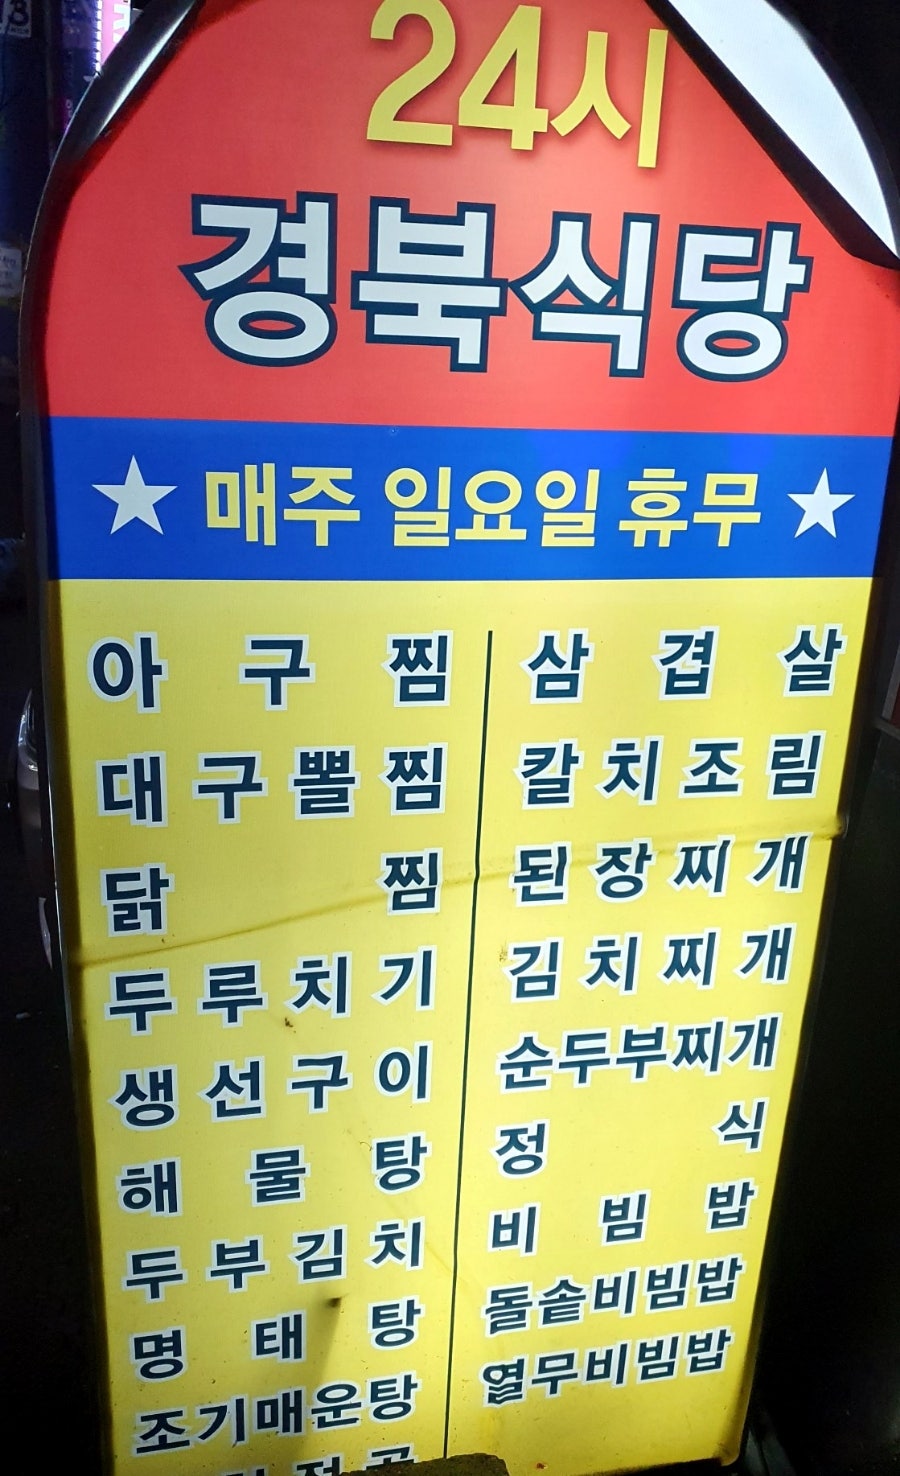 24시
경북식당
★ 매주 일요일 휴무 ★
아구찜
대구뽈찜
닭찜
두루치기
생선구이
해물탕
두부김치
명태탕
조기매운탕
삼겹살
칼치조림
된장찌개
김치찌개
순두부찌개
정식
비빔밥
돌솥비빔밥
열무비빔밥